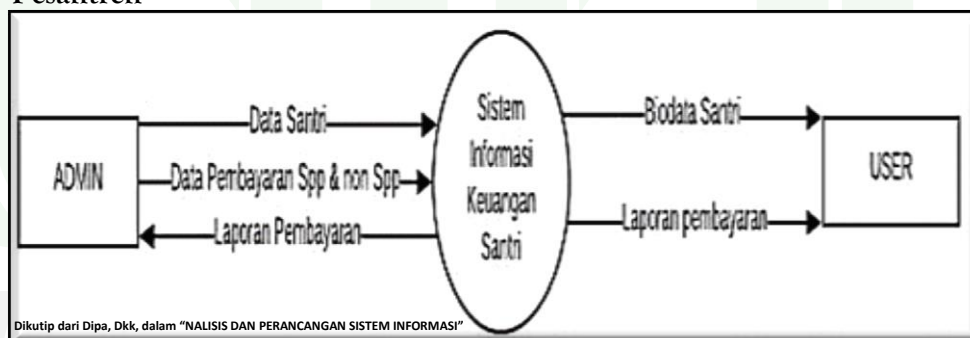 Pesantren
ADMIN
Data Santri
Data Pembayaran Spp & non Spp
Laporan Pembayaran
Sistem
Informasi
Keuangan
Santri
Biodata Santri
Laporan pembayaran
USER
Dikutip dari Dipa, Dkk, dalam “NALISIS DAN PERANCANGAN SISTEM INFORMASI”